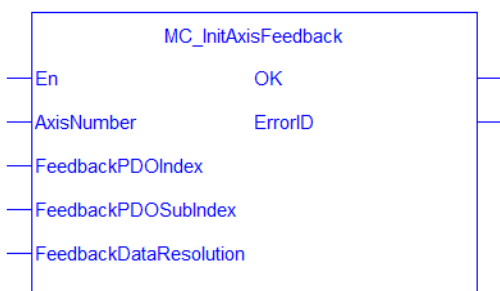 MC_InitAxisFeedback
En OK
AxisNumber ErrorID
FeedbackPDOIndex
FeedbackPDOSubIndex
FeedbackDataResolution